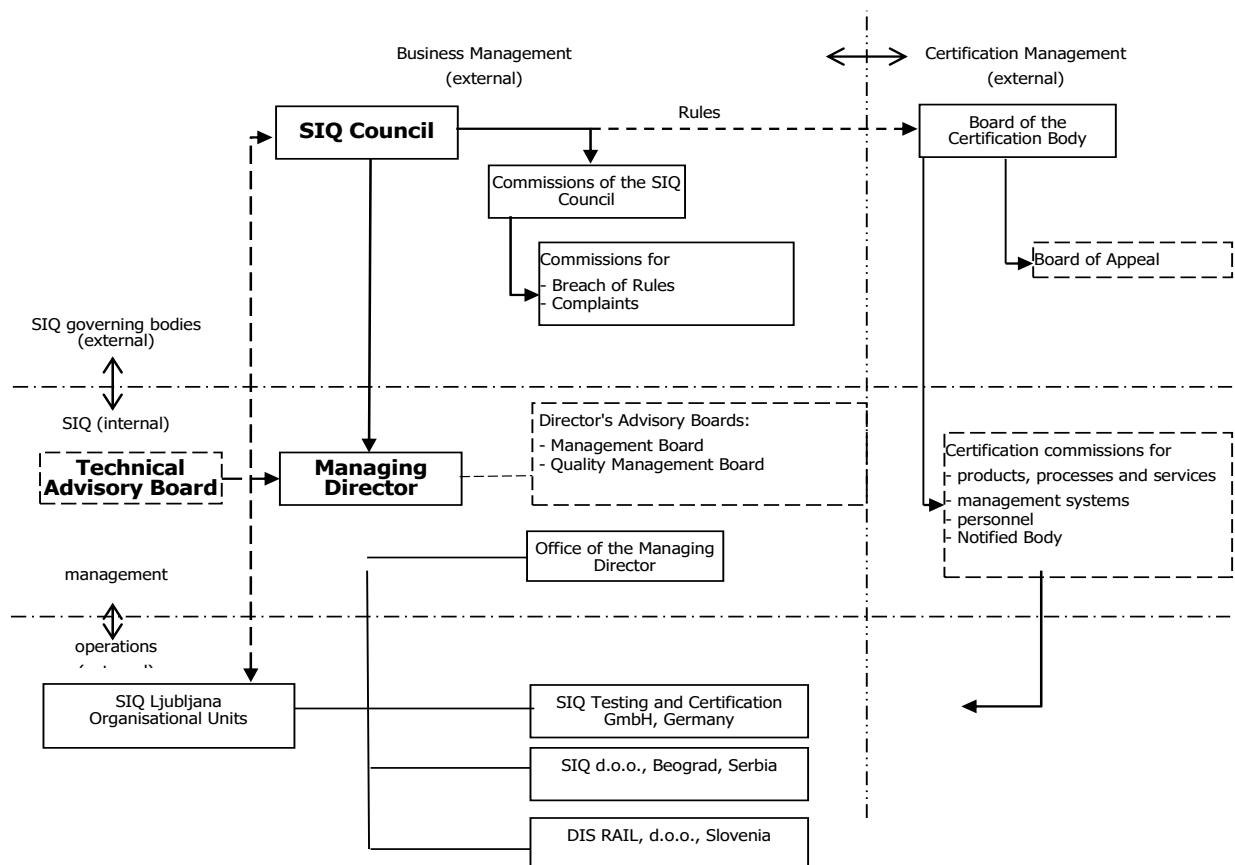 Business Management
(external)
Certification Management
(external)
SIQ Council
Rules
Board of the
Certification Body
Commissions of the SIQ
Council
Commissions for
- Breach of Rules
- Complaints
Board of Appeal
SIQ governing bodies
(external)
SIQ (internal)
Technical
Advisory Board
Managing
Director
Director's Advisory Boards:
- Management Board
- Quality Management Board
Certification commissions for
- products, processes and services
- management systems
- personnel
- Notified Body
Office of the Managing
Director
management
operations
SIQ Ljubljana
Organisational Units
SIQ Testing and Certification
GmbH, Germany
SIQ d.o.o., Beograd, Serbia
DIS RAIL, d.o.o., Slovenia